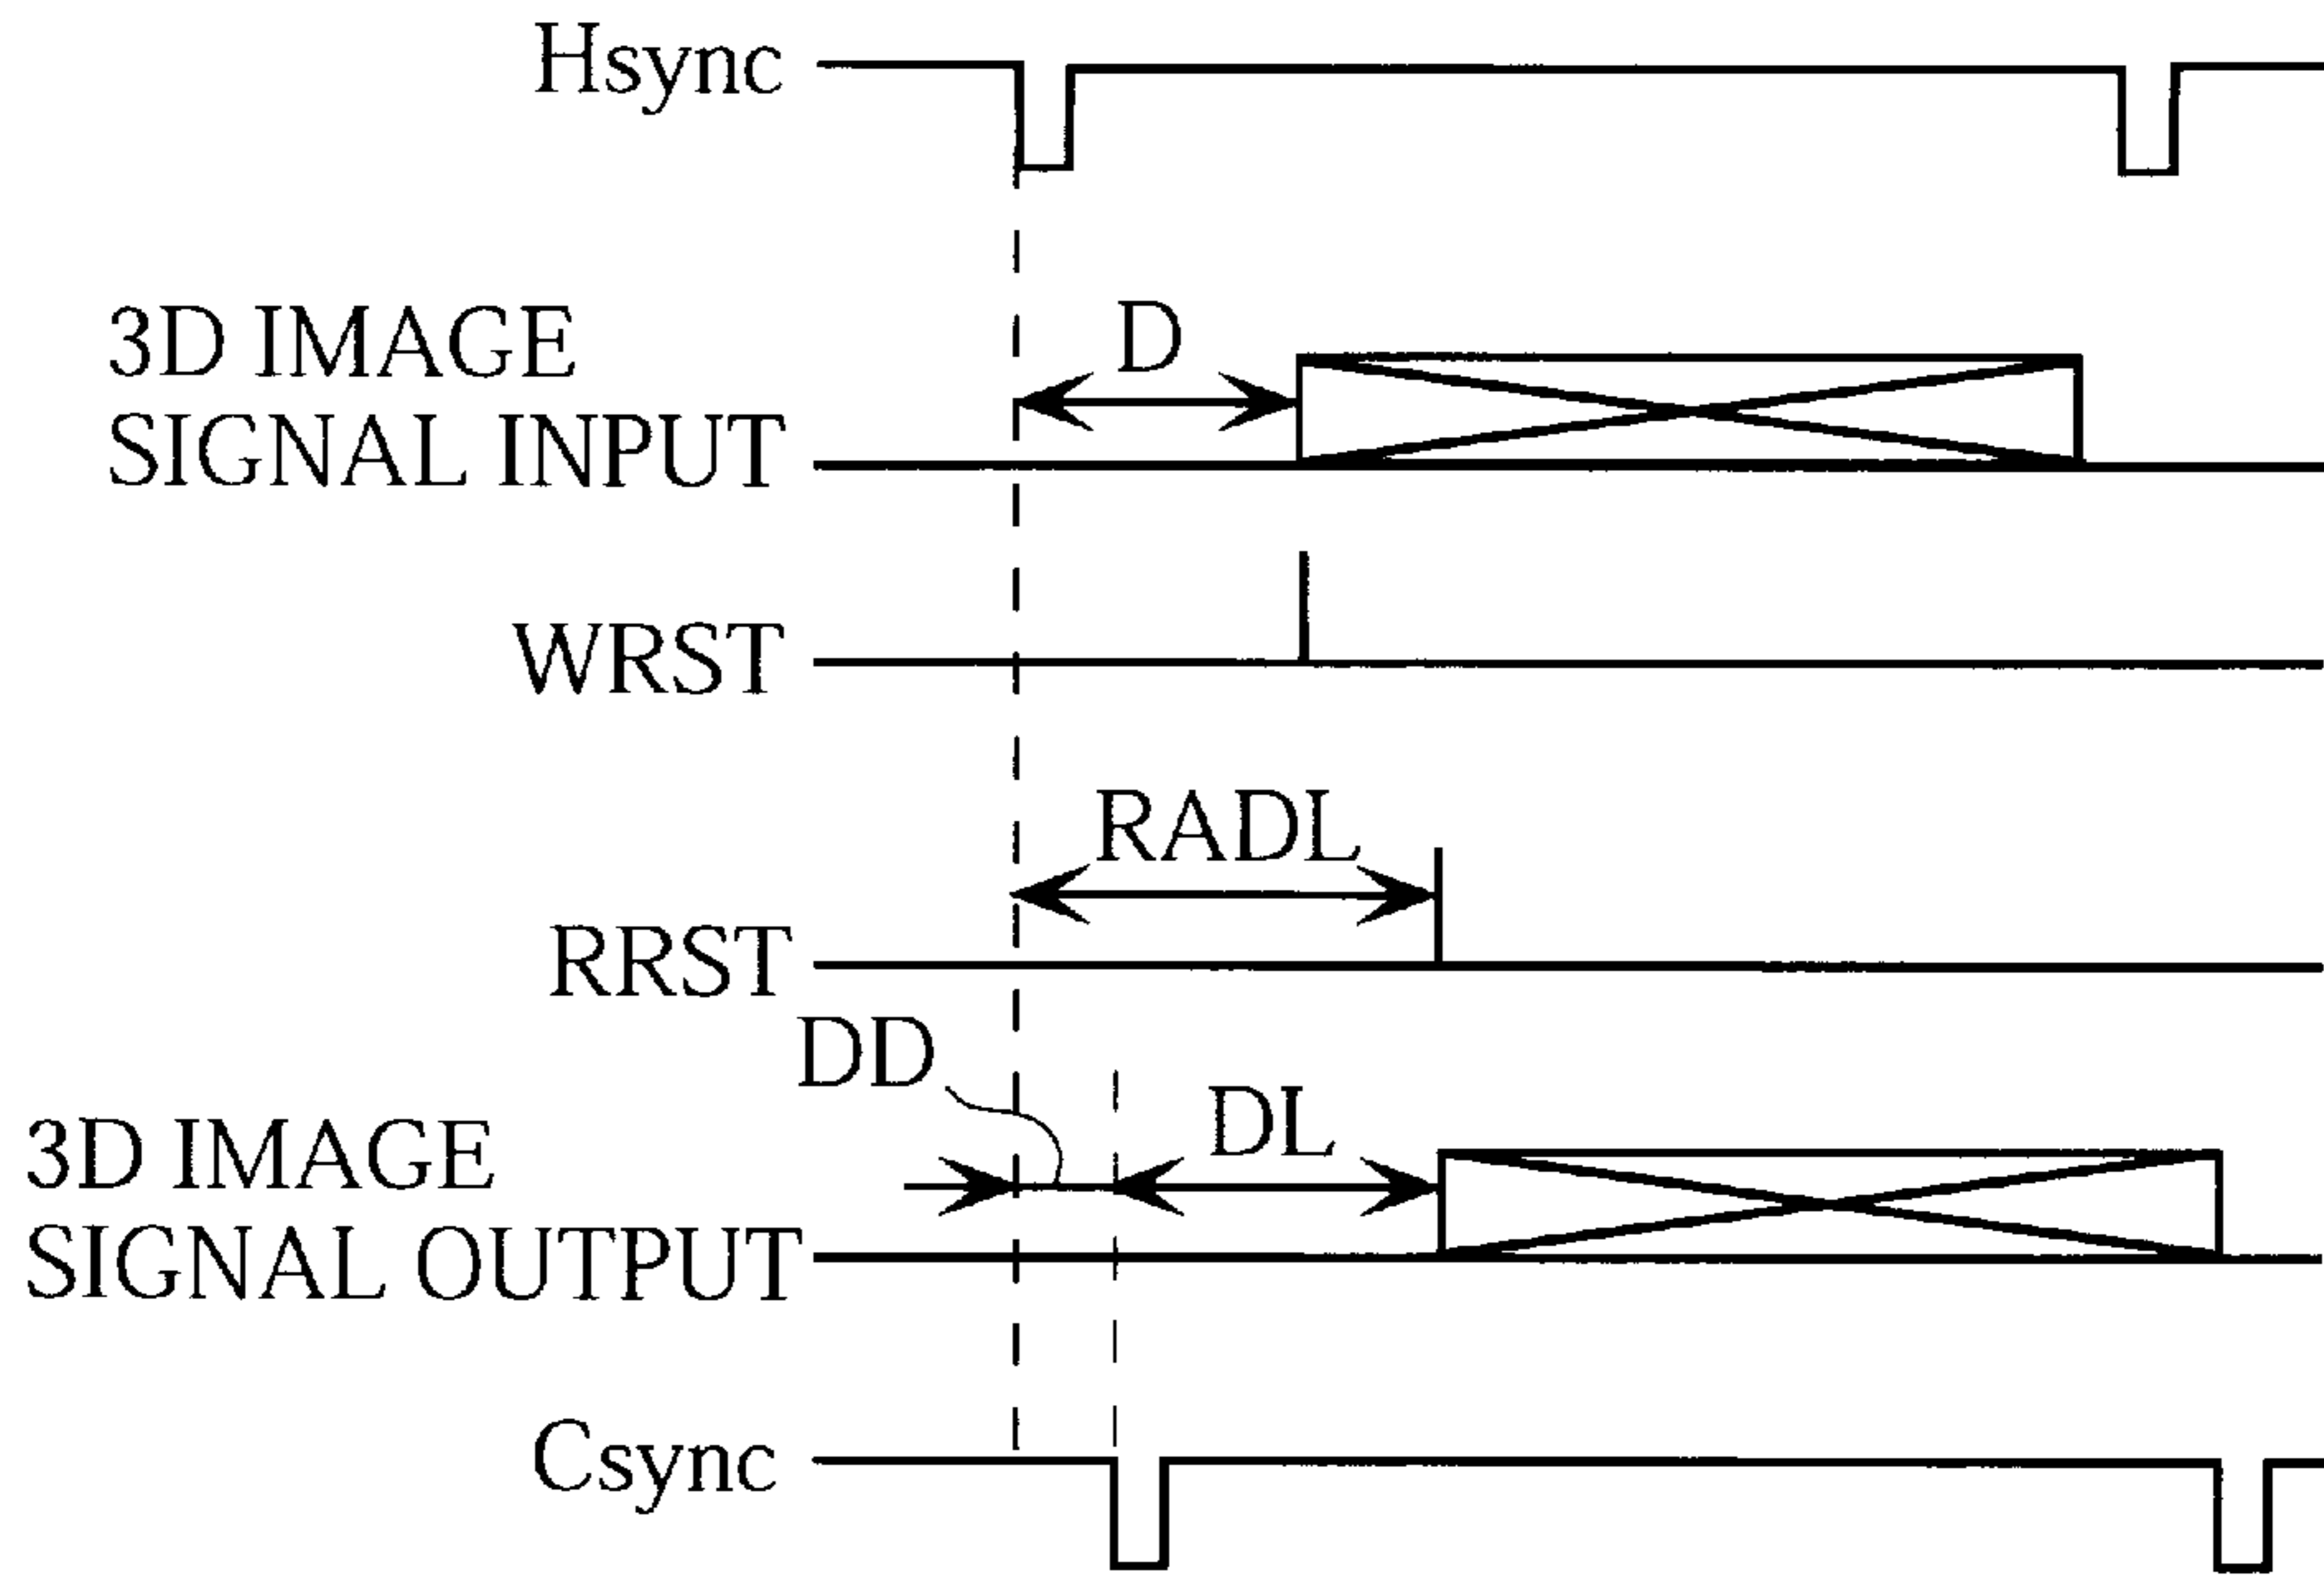 Hsync
3D IMAGE
SIGNAL INPUT
D
WRST
RADL
RRST
DD
DL
3D IMAGE
SIGNAL OUTPUT
Csync